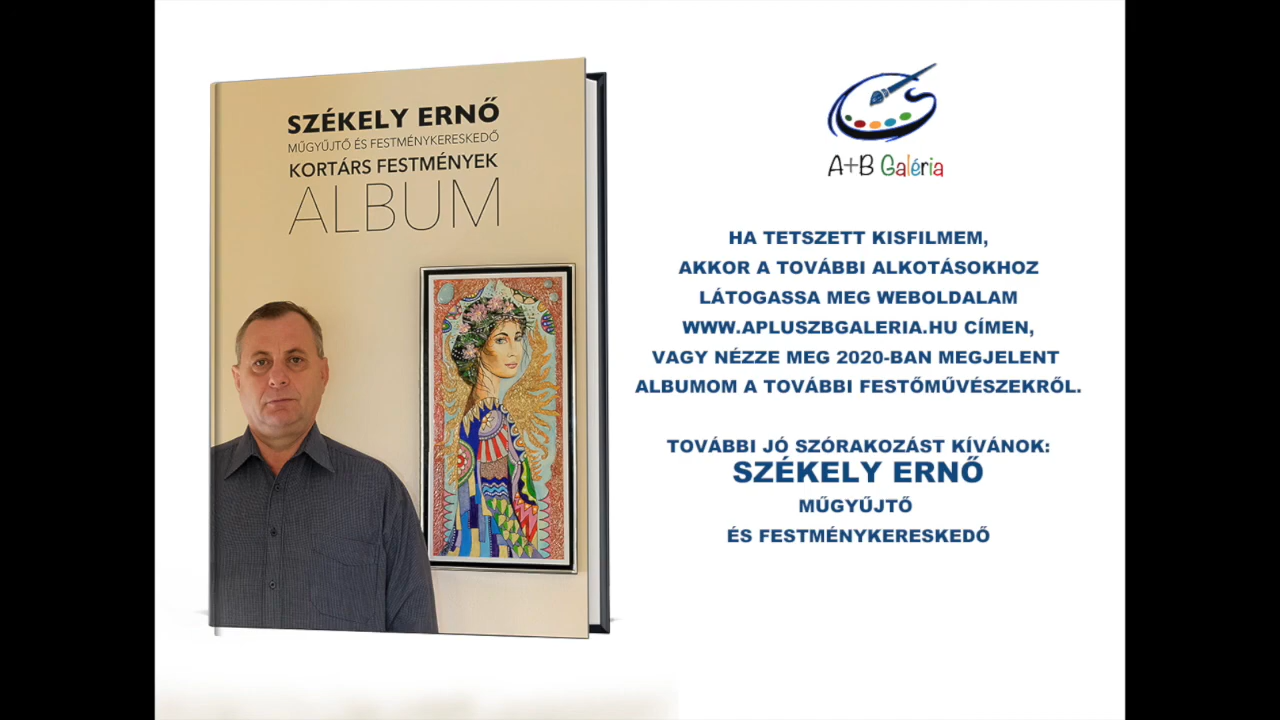 SZÉKELY ERNŐ
MŰGYŰJTŐ ÉS FESTMÉNYKERESKEDŐ
KORTÁRS FESTMÉNYEK
ALBUM
A+B Galéria
HA TETSZETT KISFILMEM,
AKKOR A TOVÁBBI ALKOTÁSOKHOZ
LÁTOGASSA MEG WEBOLDALAM
WWW.APLUSZBGALERIA.HU CÍMEN,
VAGY NÉZZE MEG 2020-BAN MEGJELENT
ALBUMOM A TOVÁBBI FESTŐMŰVÉSZEKRŐL.
TOVÁBBI JÓ SZÓRAKOZÁST KÍVÁNOK:
SZÉKELY ERNŐ
MŰGYŰJTŐ
ÉS FESTMÉNYKERESKEDŐ